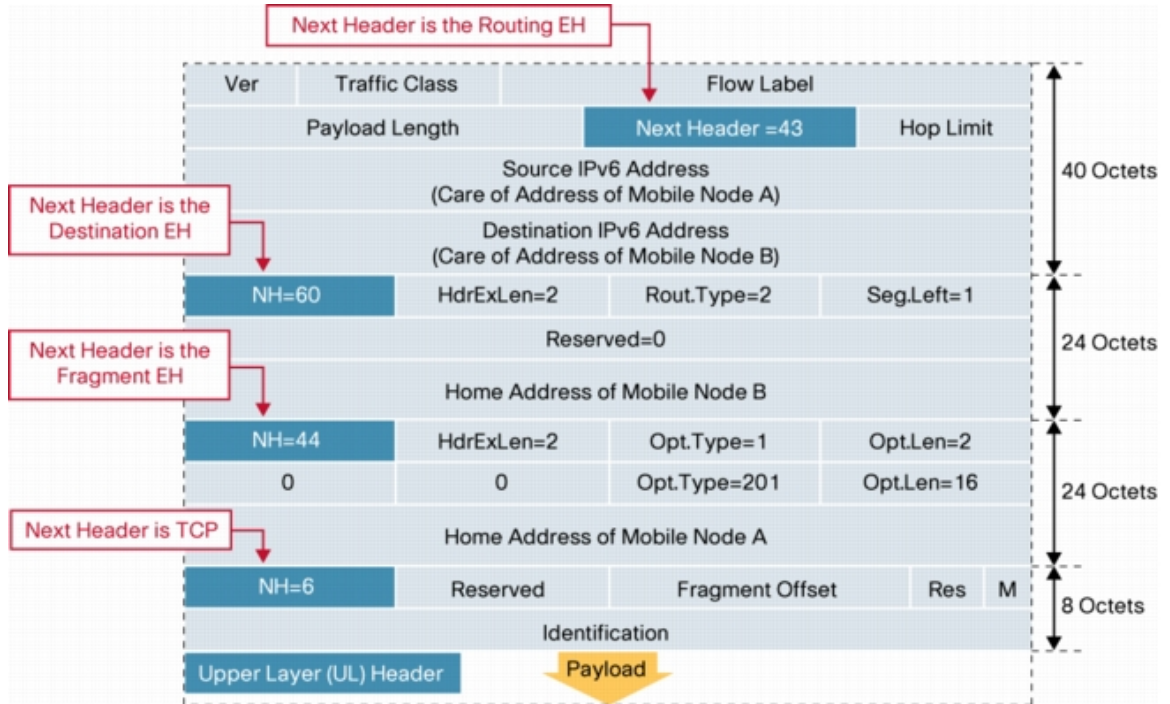 Next Header is the Routing EH
Ver Traffic Class Flow Label
Payload Length Next Header =43 Hop Limit
40 Octets
Source IPv6 Address
(Care of Address of Mobile Node A)
Next Header is the
Destination EH
Destination IPv6 Address
(Care of Address of Mobile Node B)
NH=60 HdrExLen=2 Rout.Type=2 Seg.Left=1
24 Octets
Reserved=0
Next Header is the
Fragment EH
Home Address of Mobile Node B
NH=44 HdrExLen=2 Opt.Type=1 Opt.Len=2
0 0 Opt.Type=201 Opt.Len=16
24 Octets
Next Header is TCP
Home Address of Mobile Node A
NH=6 Reserved Fragment Offset Res M
8 Octets
Identification
Upper Layer (UL) Header
Payload